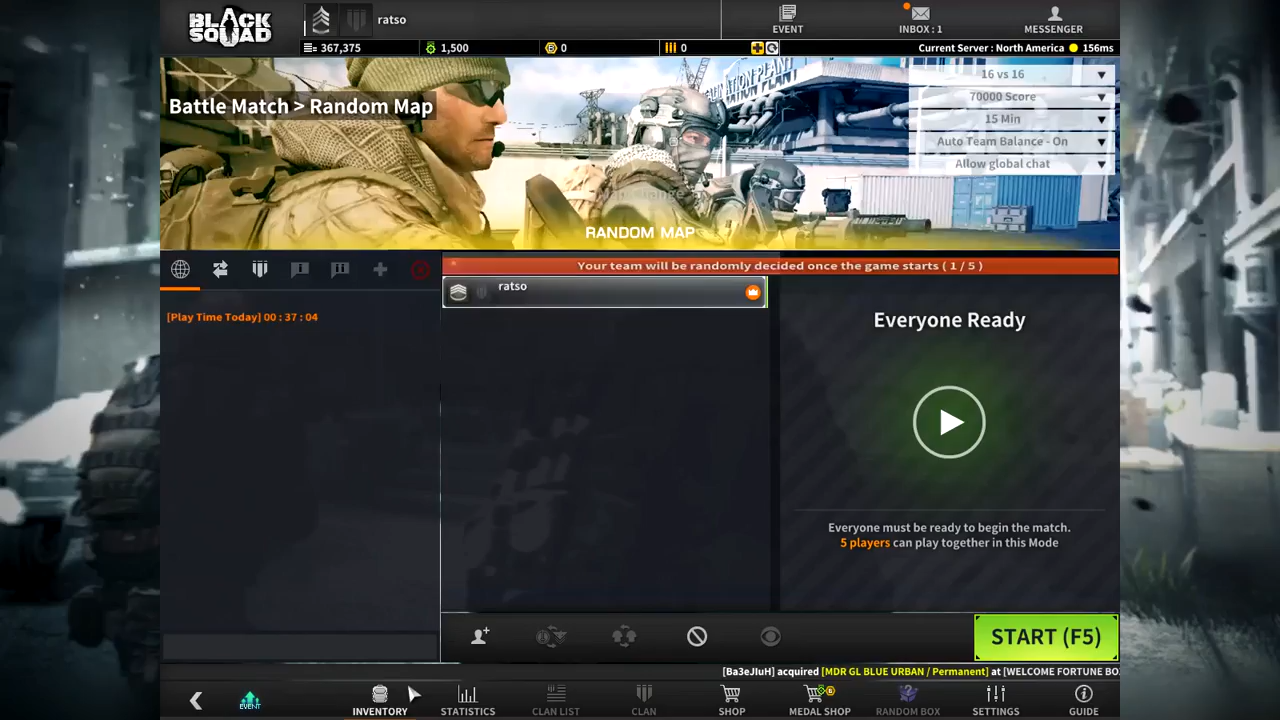 BLACK SQUAD
ratso
EVENT
INBOX : 1
MESSENGER
367,375
1,500
0
0
Current Server : North America 156ms
Battle Match > Random Map
16 vs 16
70000 Score
15 Min
Auto Team Balance - On
Allow global chat
RANDOM MAP
Your team will be randomly decided once the game starts ( 1 / 5 )
ratso
[Play Time Today] 00 : 37 : 04
Everyone Ready
Everyone must be ready to begin the match.
5 players can play together in this Mode
START (F5)
[Ba3eJIuH] acquired [MDR GL BLUE URBAN / Permanent] at [WELCOME FORTUNE BO
EVENT
INVENTORY
STATISTICS
CLAN LIST
CLAN
SHOP
MEDAL SHOP
RANDOM BOX
SETTINGS
GUIDE